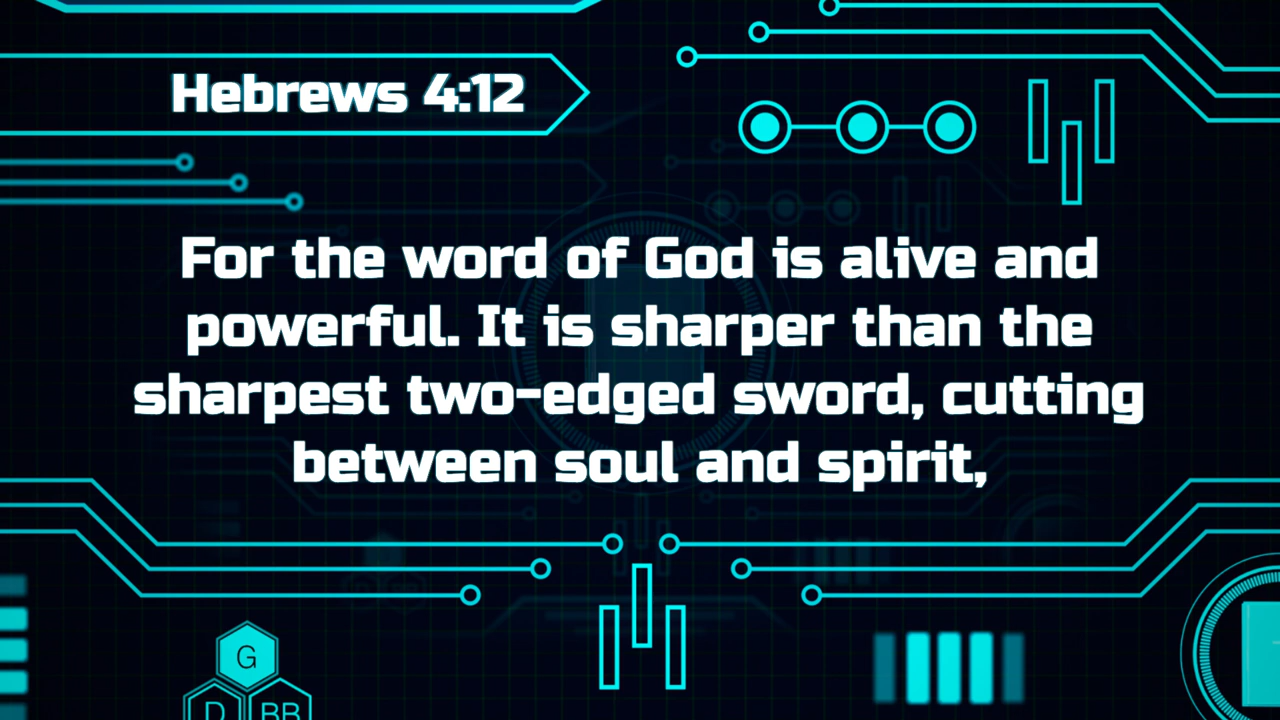 Hebrews 4:12
For the word of God is alive and
powerful. It is sharper than the
sharpest two-edged sword, cutting
between soul and spirit,
G
D BB